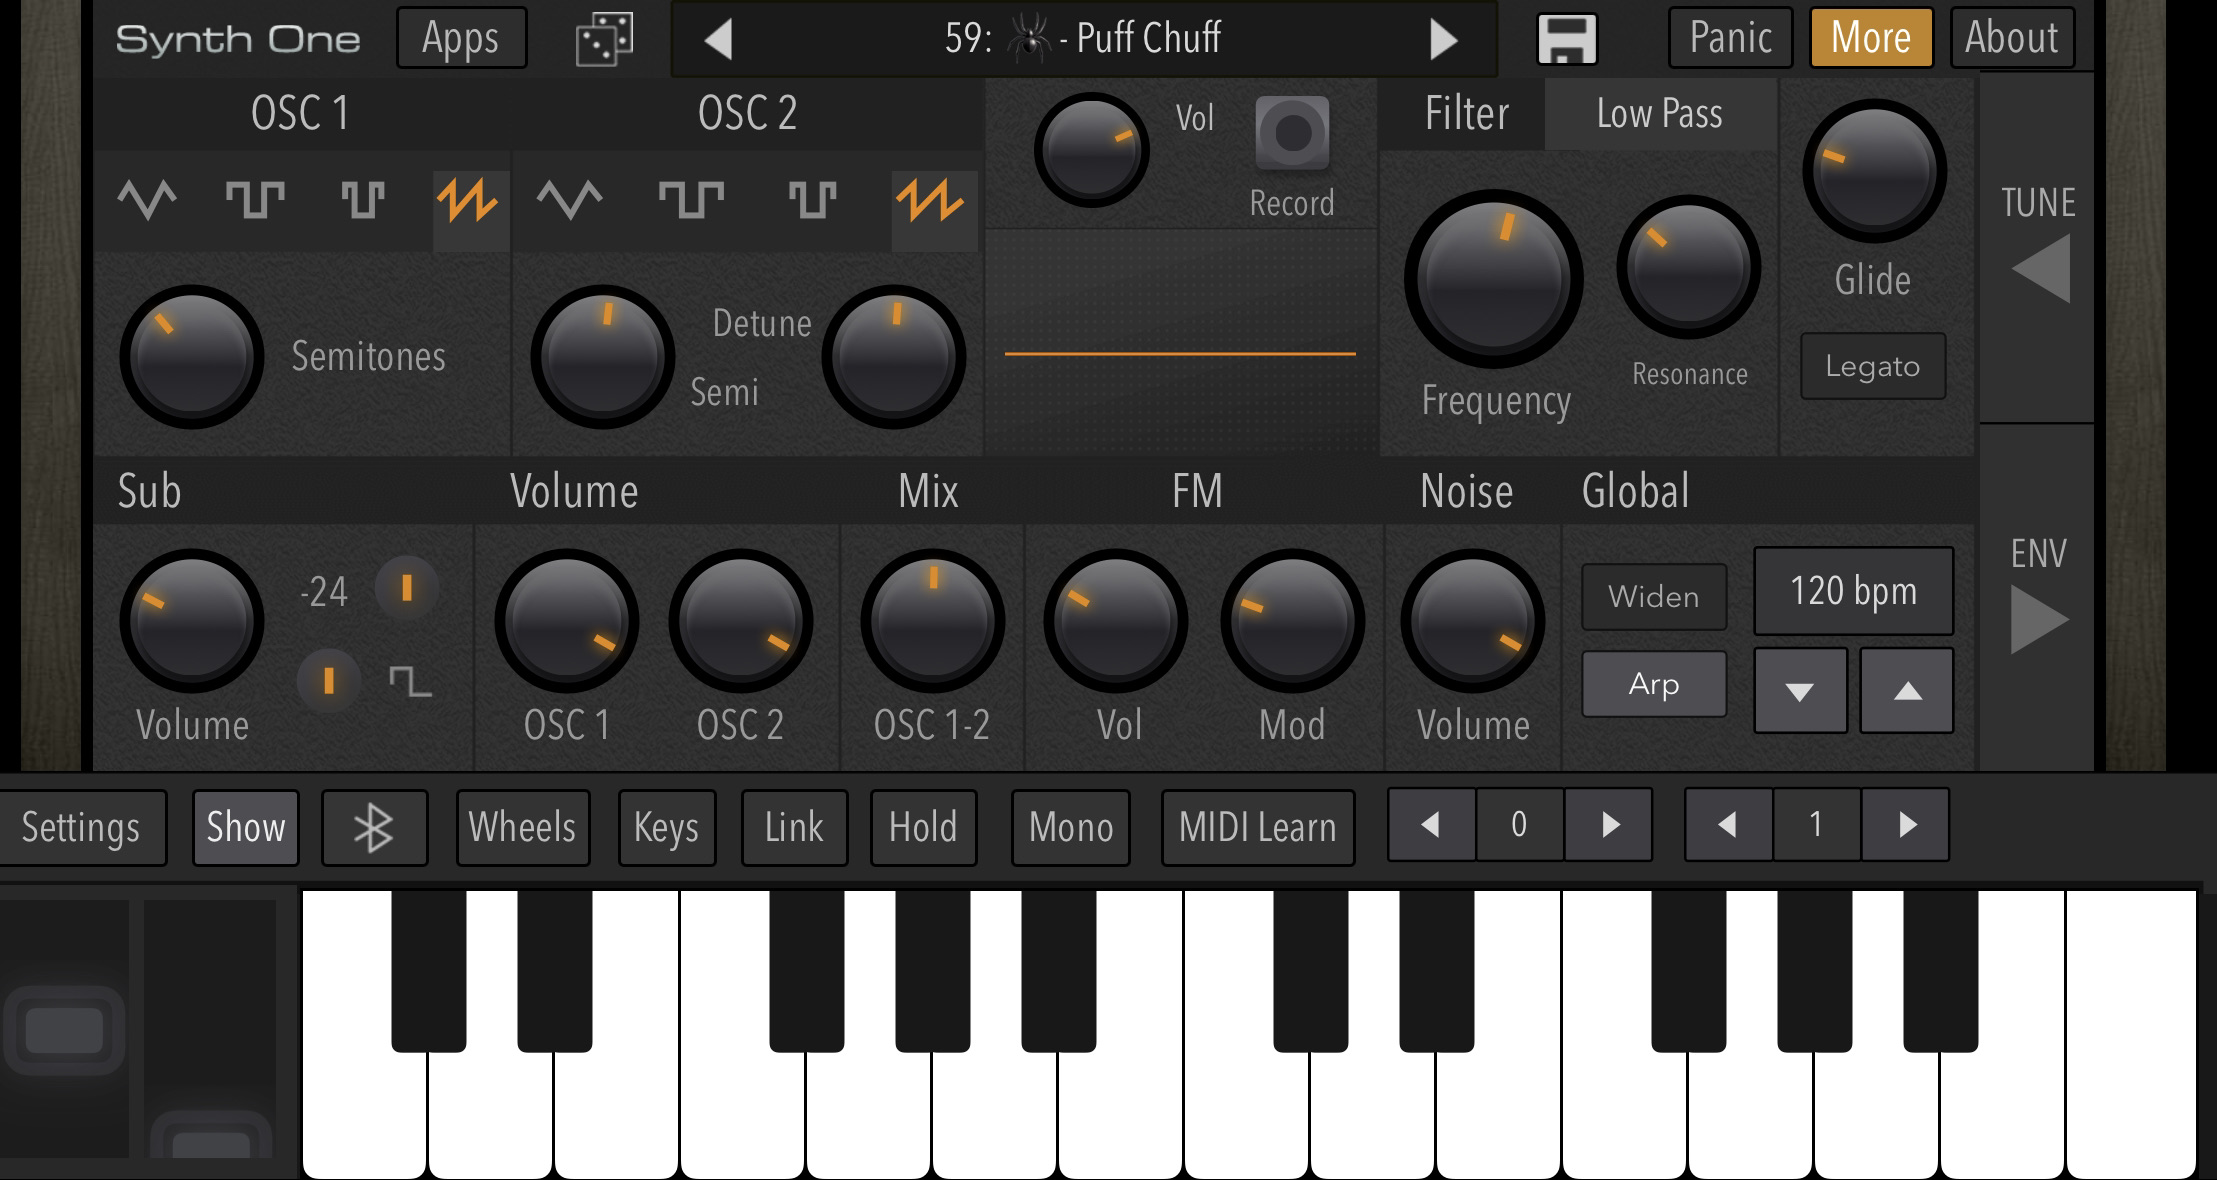 Synth One Apps 59: 🕷 - Puff Chuff Panic More About
OSC 1 OSC 2 Vol Filter Low Pass
Record
TUNE
Semitones Detune Semi Frequency Resonance Glide
Legato
Sub Volume Mix FM Noise Global
ENV
-24 Widen 120 bpm
Arp
Volume OSC 1 OSC 2 OSC 1-2 Vol Mod Volume
Settings Show Wheels Keys Link Hold Mono MIDI Learn 0 1